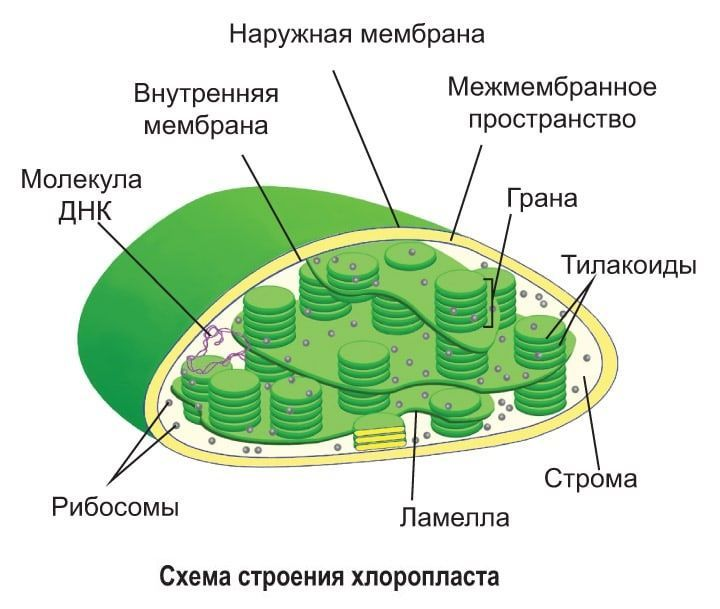 Наружная мембрана
Внутренняя
мембрана
Межмембранное
пространство
Молекула
ДНК
Грана
Тилакоиды
Строма
Рибосомы
Ламелла
Схема строения хлоропласта